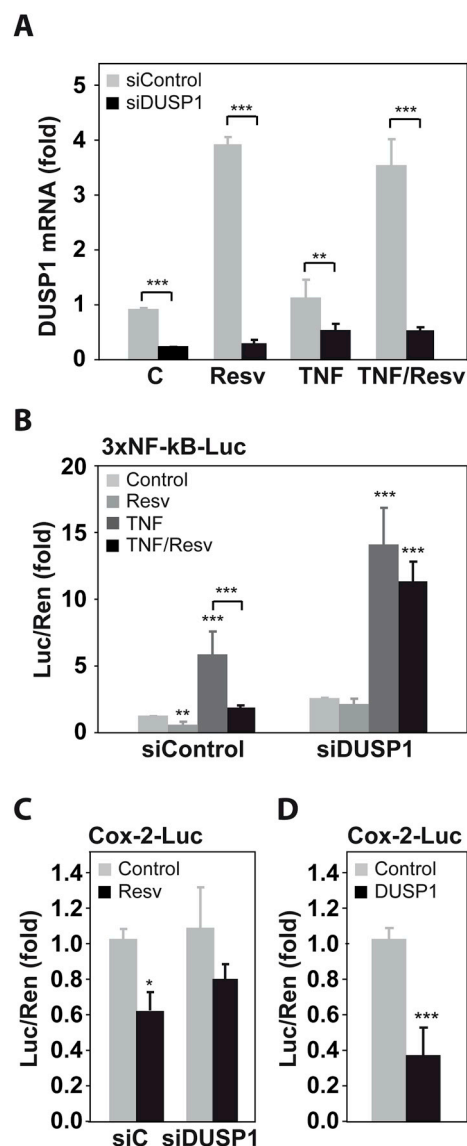 A
siControl
siDUSP1
DUSP1 mRNA (fold)
5
4
3
2
1
0
***
***
**
***
C Resv TNF TNF/Resv
B
3xNF-kB-Luc
Control
Resv
TNF
TNF/Resv
Luc/Ren (fold)
20
15
10
5
0
**
***
***
***
***
siControl siDUSP1
C
Cox-2-Luc
Control
Resv
Luc/Ren (fold)
1.4
1.2
1.0
0.8
0.6
0.4
0.2
0.0
*
siC siDUSP1
D
Cox-2-Luc
Control
DUSP1
Luc/Ren (fold)
1.4
1.2
1.0
0.8
0.6
0.4
0.2
0.0
***